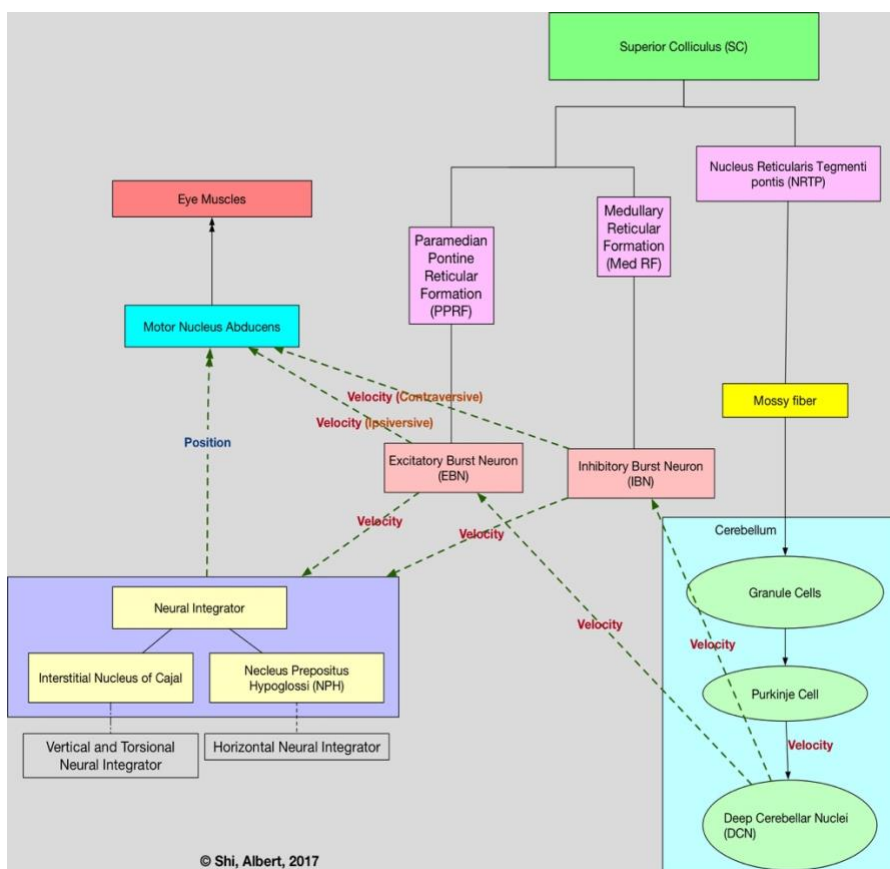 Superior Colliculus (SC)
Nucleus Reticularis Tegmenti
pontis (NRTP)
Eye Muscles
Medullary
Reticular
Formation
(Med RF)
Paramedian
Pontine
Reticular
Formation
(PPRF)
Motor Nucleus Abducens
Mossy fiber
Velocity (Contraversive)
Velocity (Ipsiversive)
Position
Excitatory Burst Neuron
(EBN)
Inhibitory Burst Neuron
(IBN)
Velocity
Velocity
Cerebellum
Granule Cells
Neural Integrator
Velocity
Velocity
Interstitial Nucleus of Cajal
Necleus Prepositus
Hypoglossi (NPH)
Purkinje Cell
Vertical and Torsional
Neural Integrator
Horizontal Neural Integrator
Velocity
Deep Cerebellar Nuclei
(DCN)
© Shi, Albert, 2017